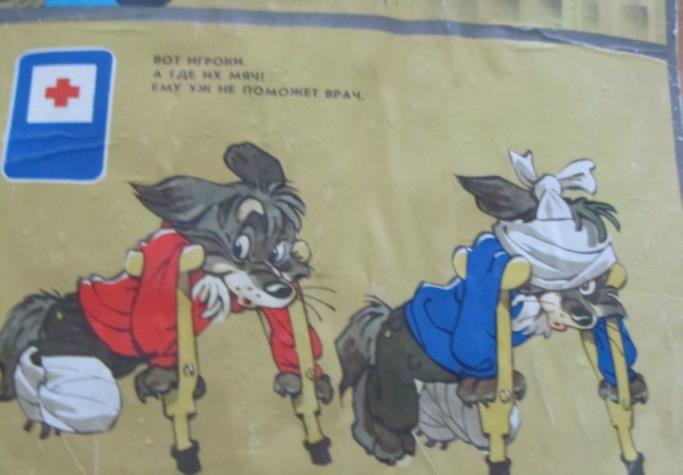 ВОТ ИГРОКИ.
А ГДЕ ИХ МЯЧ!
ЕМУ УЖ НЕ ПОМОЖЕТ ВРАЧ.